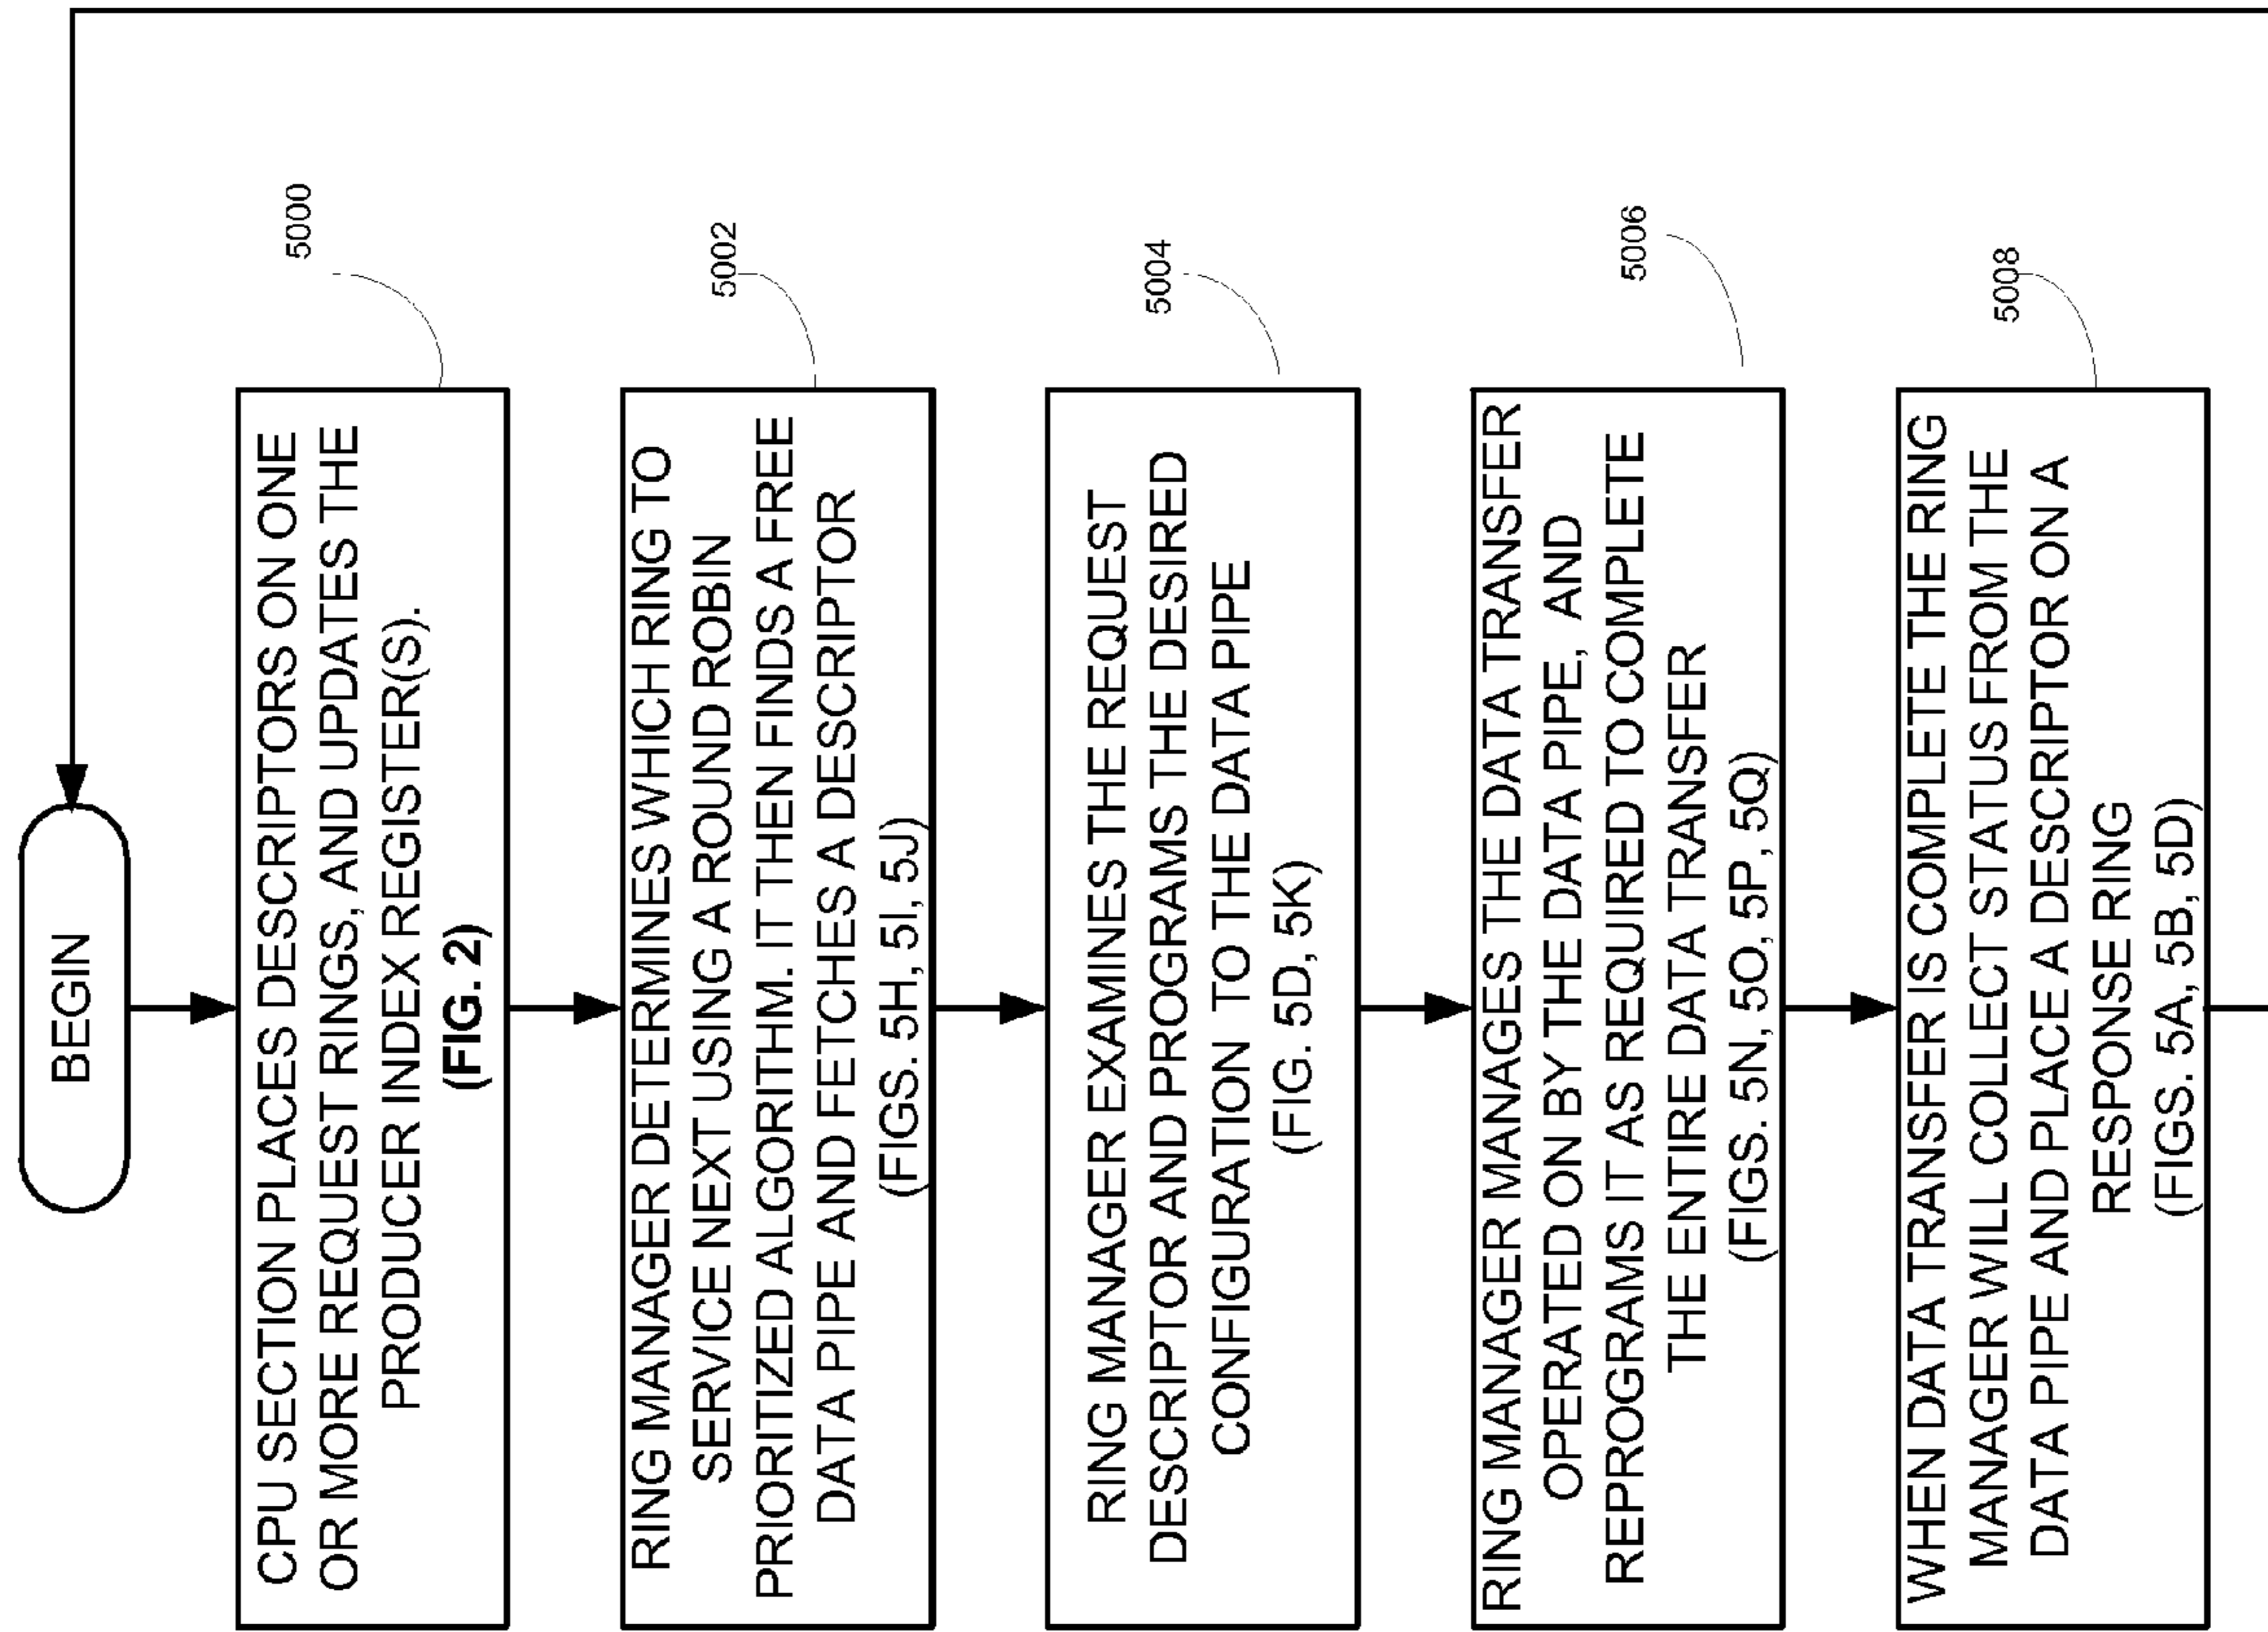 BEGIN
CPU SECTION PLACES DESCRIPTORS ON ONE
OR MORE REQUEST RINGS, AND UPDATES THE
PRODUCER INDEX REGISTER(S).
(FIG. 2)
5000
RING MANAGER DETERMINES WHICH RING TO
SERVICE NEXT USING A ROUND ROBIN
PRIORITIZED ALGORITHM. IT THEN FINDS A FREE
DATA PIPE AND FETCHES A DESCRIPTOR
(FIGS. 5H, 5I, 5J)
5002
RING MANAGER EXAMINES THE REQUEST
DESCRIPTOR AND PROGRAMS THE DESIRED
CONFIGURATION TO THE DATA PIPE
(FIG. 5D, 5K)
5004
RING MANAGER MANAGES THE DATA TRANSFER
OPERATED ON BY THE DATA PIPE, AND
REPROGRAMS IT AS REQUIRED TO COMPLETE
THE ENTIRE DATA TRANSFER
(FIGS. 5N, 5O, 5P, 5Q)
5006
WHEN DATA TRANSFER IS COMPLETE THE RING
MANAGER WILL COLLECT STATUS FROM THE
DATA PIPE AND PLACE A DESCRIPTOR ON A
RESPONSE RING
(FIGS. 5A, 5B, 5D)
5008